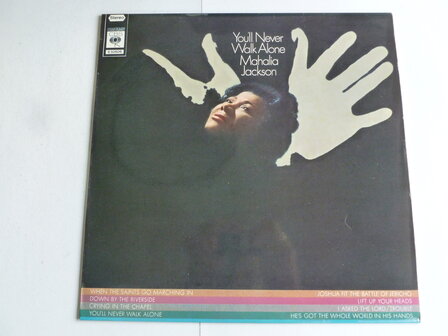 Stereo
You'll Never
Walk Alone
Mahalia
Jackson
WHEN THE SAINTS GO MARCHING IN
DOWN BY THE RIVERSIDE
CRYING IN THE CHAPEL
YOU'LL NEVER WALK ALONE
JOSHUA FIT THE BATTLE OF JERICHO
LIFT UP YOUR HEADS
I ASKED THE LORD/TROUBLE
HE'S GOT THE WHOLE WORLD IN HIS HANDS